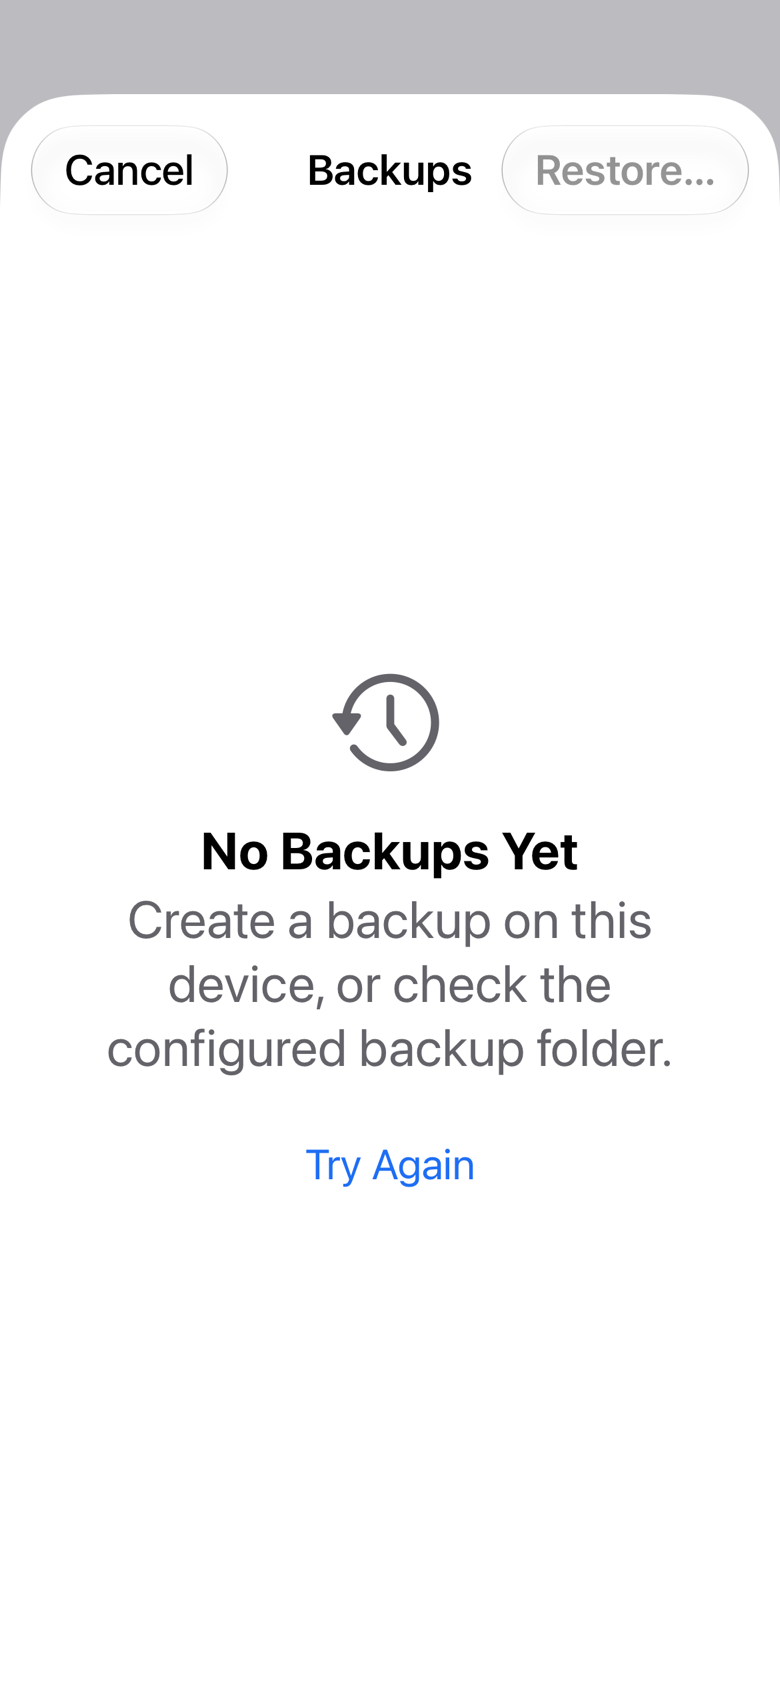 Cancel
Backups
Restore...
No Backups Yet
Create a backup on this
device, or check the
configured backup folder.
Try Again